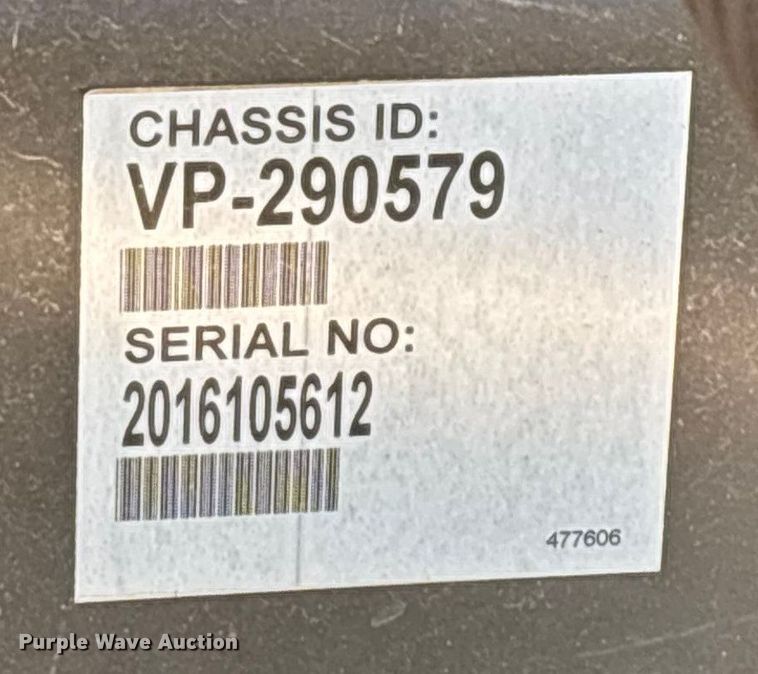 CHASSIS ID:
VP-290579
SERIAL NO:
2016105612
477606
Purple Wave Auction